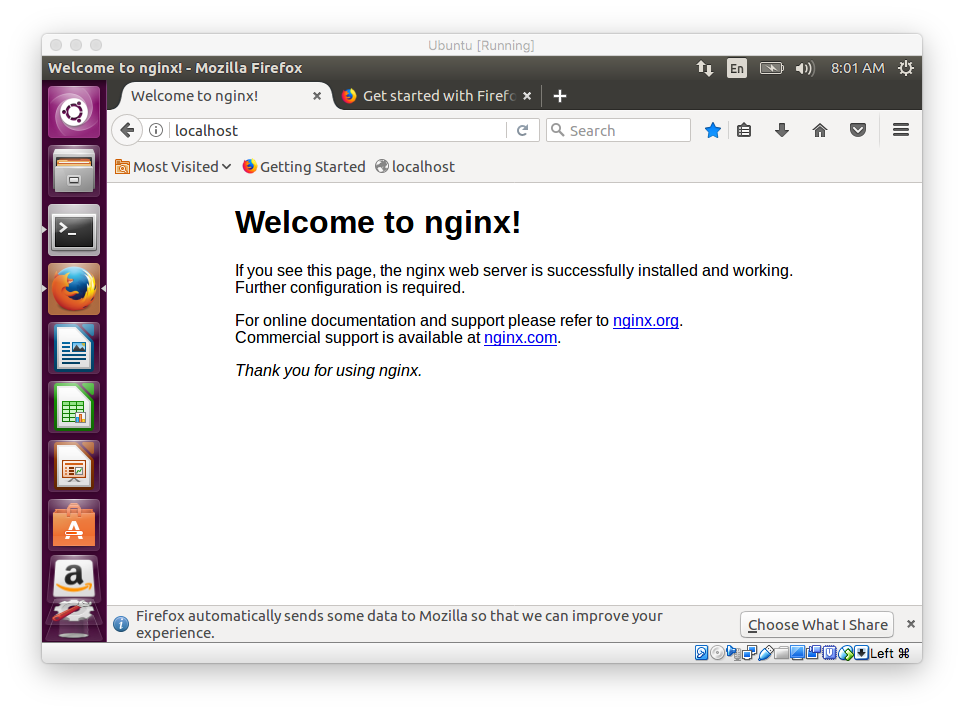 Ubuntu [Running]
Welcome to nginx! - Mozilla Firefox
En
8:01 AM
Welcome to nginx!
Get started with Firefo
localhost
Search
Most Visited
Getting Started
localhost
Welcome to nginx!
If you see this page, the nginx web server is successfully installed and working.
Further configuration is required.
For online documentation and support please refer to nginx.org.
Commercial support is available at nginx.com.
Thank you for using nginx.
Firefox automatically sends some data to Mozilla so that we can improve your
experience.
Choose What I Share
Left ⌘